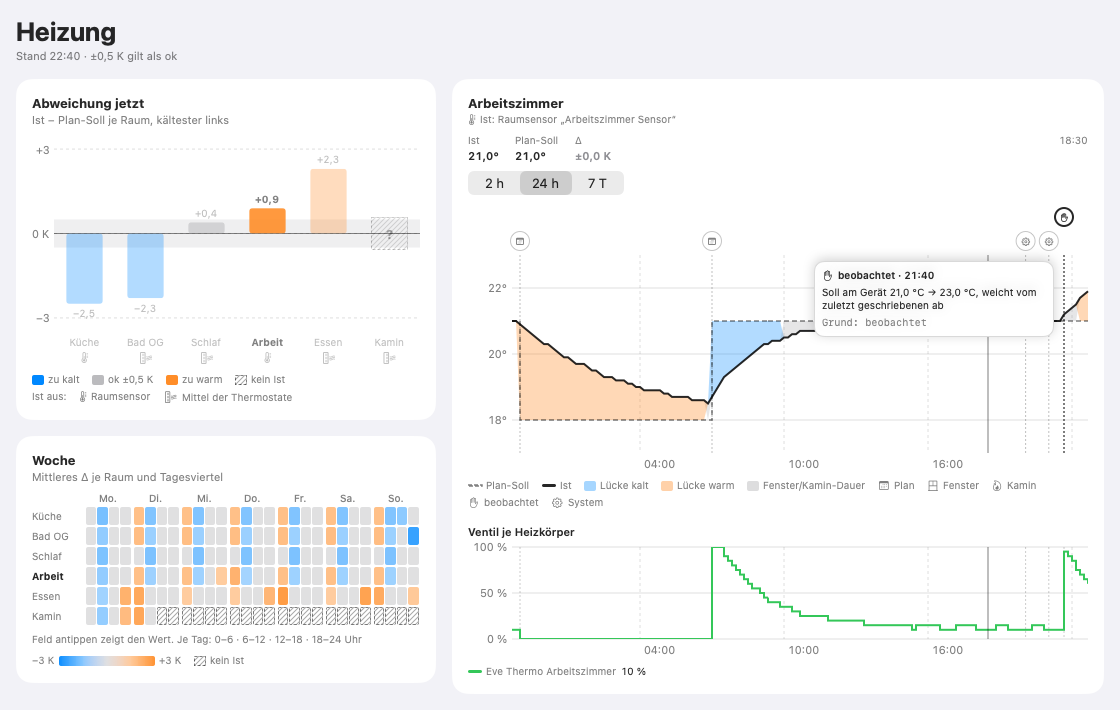 Heizung
Stand 22:40 · ±0,5 K gilt als ok
Abweichung jetzt
Ist – Plan-Soll je Raum, kältester links
+3
+2,3
+0,9
+0,4
0 K
?
−2,5
−2,3
−3
Küche Bad OG Schlaf Arbeit Essen Kamin
zu kalt ok ±0,5 K zu warm kein Ist
Ist aus: Raumsensor Mittel der Thermostate
Woche
Mittleres Δ je Raum und Tagesviertel
Mo. Di. Mi. Do. Fr. Sa. So.
Küche
Bad OG
Schlaf
Arbeit
Essen
Kamin
Feld antippen zeigt den Wert. Je Tag: 0–6 · 6–12 · 12–18 · 18–24 Uhr
−3 K +3 K kein Ist
Arbeitszimmer
Ist: Raumsensor „Arbeitszimmer Sensor“
Ist Plan-Soll Δ 18:30
21,0° 21,0° ±0,0 K
2 h 24 h 7 T
beobachtet · 21:40
Soll am Gerät 21,0 °C → 23,0 °C, weicht vom
zuletzt geschriebenen ab
Grund: beobachtet
22°
20°
18°
04:00 10:00 16:00
Plan-Soll Ist Lücke kalt Lücke warm Fenster/Kamin-Dauer Plan Fenster Kamin
beobachtet System
Ventil je Heizkörper
100 %
50 %
0 %
04:00 10:00 16:00
Eve Thermo Arbeitszimmer 10 %